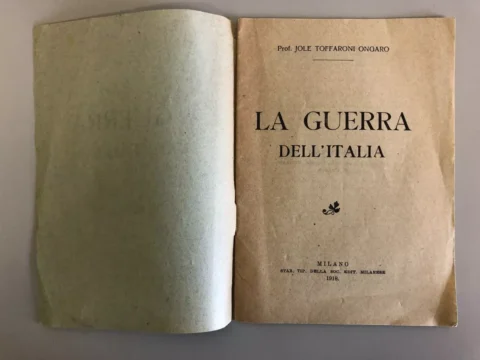 Prof. JOLE TOFFARONI ONGARO
LA GUERRA
DELL'ITALIA
MILANO
STAB. TIP. DELLA SOC. EDIT. MILANESE